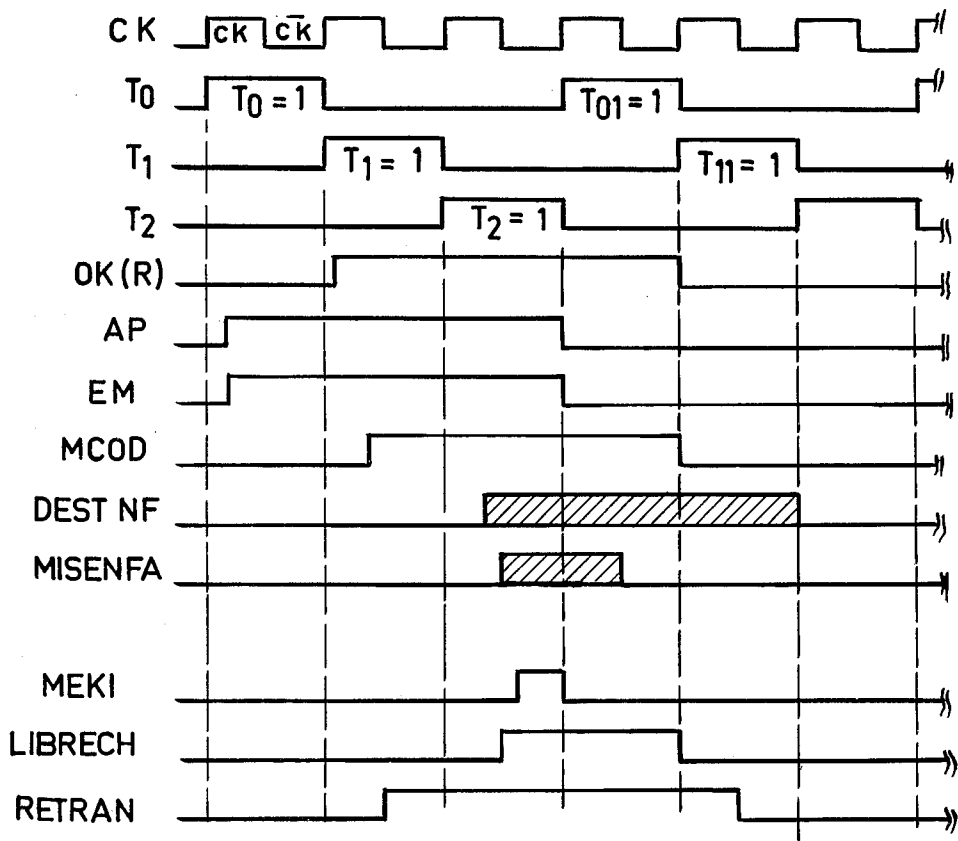 CK CK C̅K̅
T0 T0 = 1 T01 = 1
T1 T1 = 1 T11 = 1
T2 T2 = 1
OK(R)
AP
EM
MCOD
DEST NF
MISENFA
MEKI
LIBRECH
RETRAN